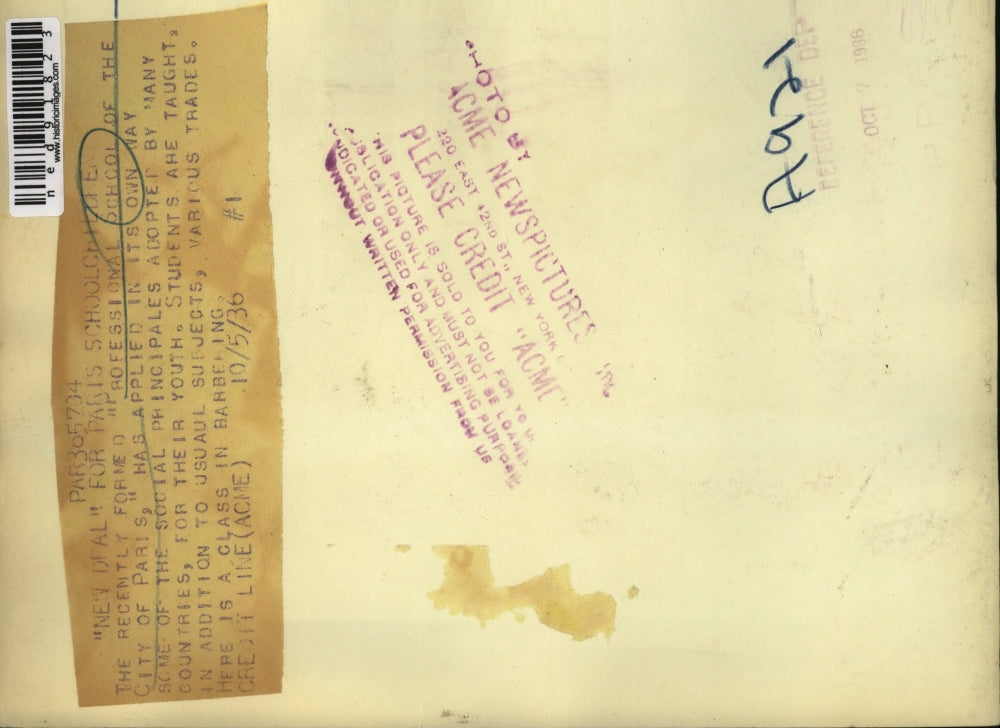 PAR305704
"NEW DEAL" FOR PARIS SCHOOLCHILDREN
THE RECENTLY FORMED "PROFESSIONAL SCHOOL OF THE
CITY OF PARIS," HAS APPLIED IN ITS OWN WAY
SOME OF THE SOCIAL PRINCIPALES ADOPTED BY MANY
COUNTRIES, FOR THEIR YOUTH. STUDENTS ARE TAUGHT,
IN ADDITION TO USUAUL SUBJECTS, VARIOUS TRADES.
HERE IS A CLASS IN BARBERING. #1
CREDIT LINE(ACME) 10/5/36
PHOTO BY
ACME NEWSPICTURES INC
220 EAST 42ND ST., NEW YORK
PLEASE CREDIT "ACME"
THIS PICTURE IS SOLD TO YOU FOR YOUR
PUBLICATION ONLY AND MUST NOT BE LOANED
SYNDICATED OR USED FOR ADVERTISING PURPOSE
WITHOUT WRITTEN PERMISSION FROM US
REFERENCE DEP
OCT 7 1936
www.historicimages.com
ned91823